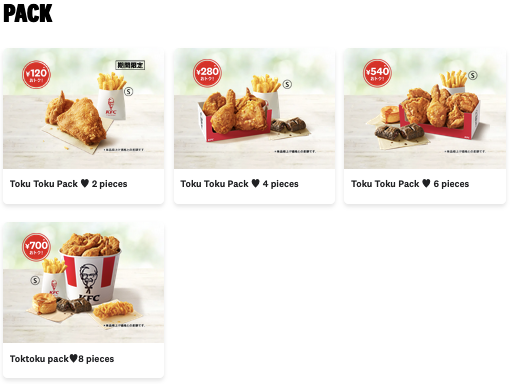 PACK
¥120
おトク!
期間限定
S
KFC
Toku Toku Pack ♥ 2 pieces
¥280
おトク!
S
Toku Toku Pack ♥ 4 pieces
¥540
おトク!
S
Toku Toku Pack ♥ 6 pieces
¥700
おトク!
S
KFC
KFC
Toktoku pack♥8 pieces